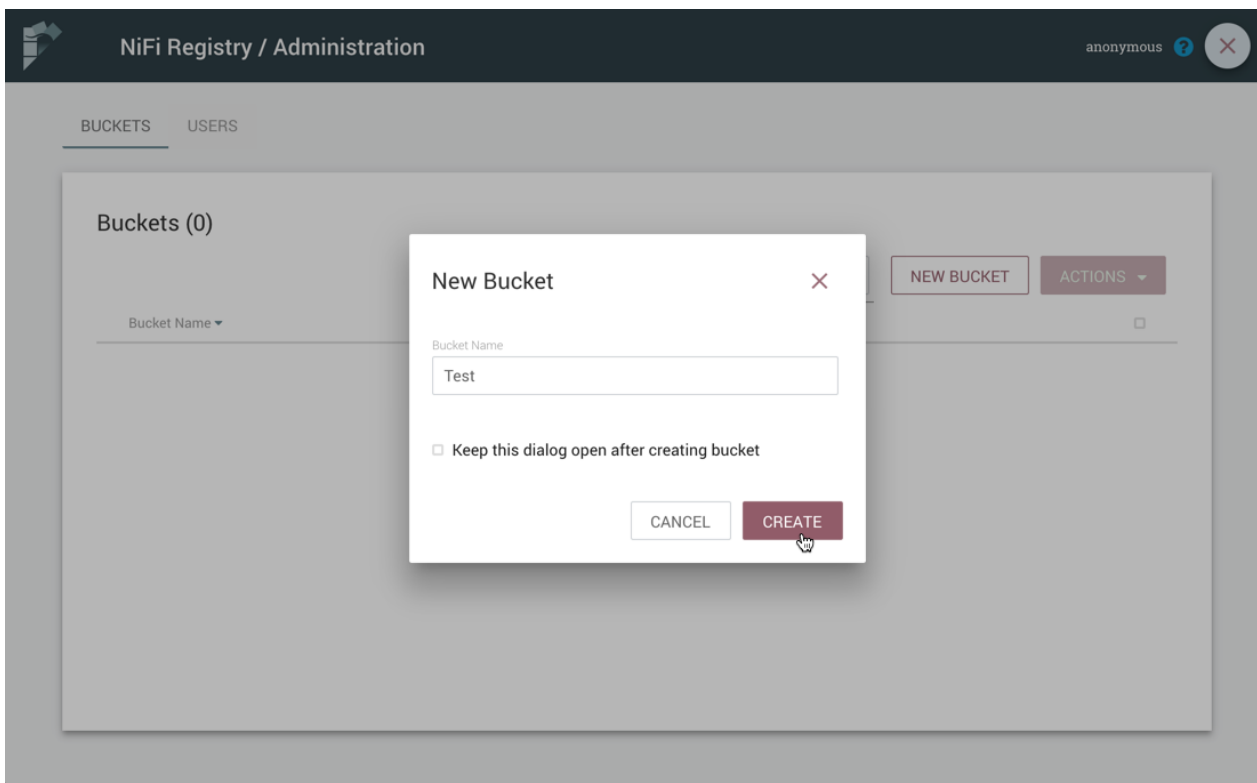 NiFi Registry / Administration
anonymous
BUCKETS USERS
Buckets (0)
NEW BUCKET ACTIONS
Bucket Name
New Bucket
Bucket Name
Test
Keep this dialog open after creating bucket
CANCEL CREATE